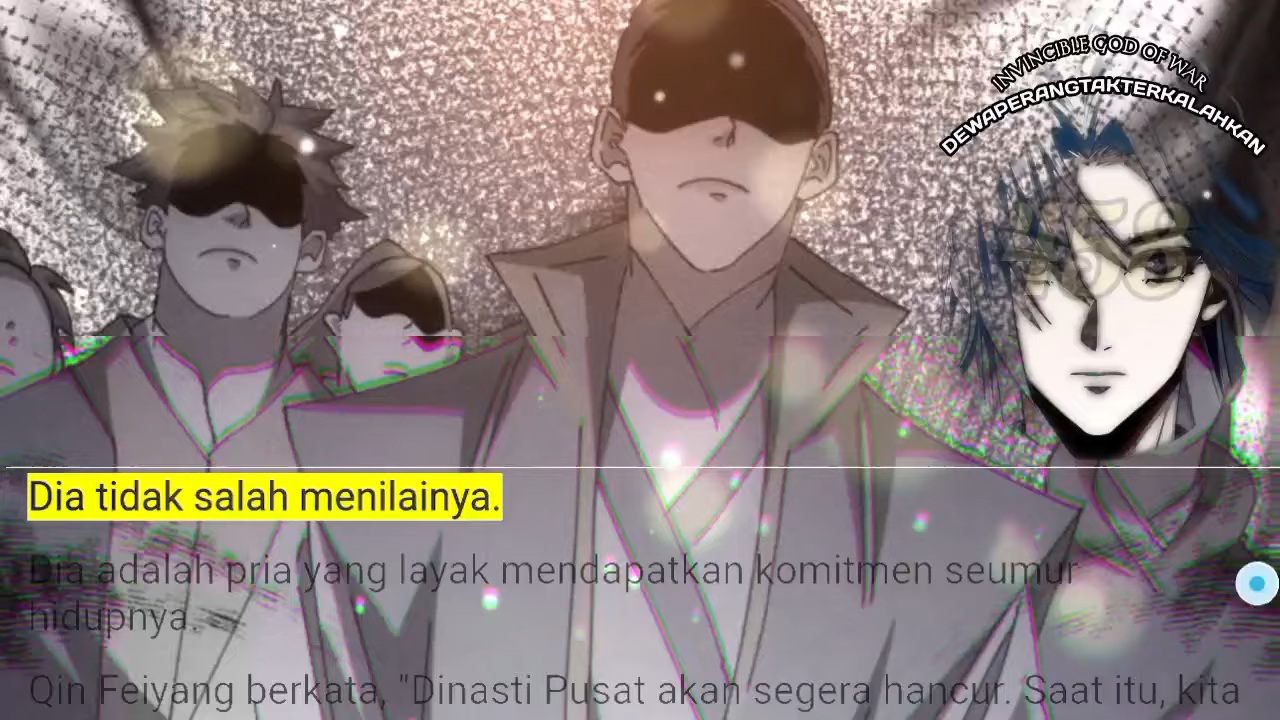 INVINCIBLE GOD OF WAR
DEWAPERANGTAKTERKALAHKAN
Dia tidak salah menilainya.
Dia adalah pria yang layak mendapatkan komitmen seumur
hidupnya.
Qin Feiyang berkata, "Dinasti Pusat akan segera hancur. Saat itu, kita